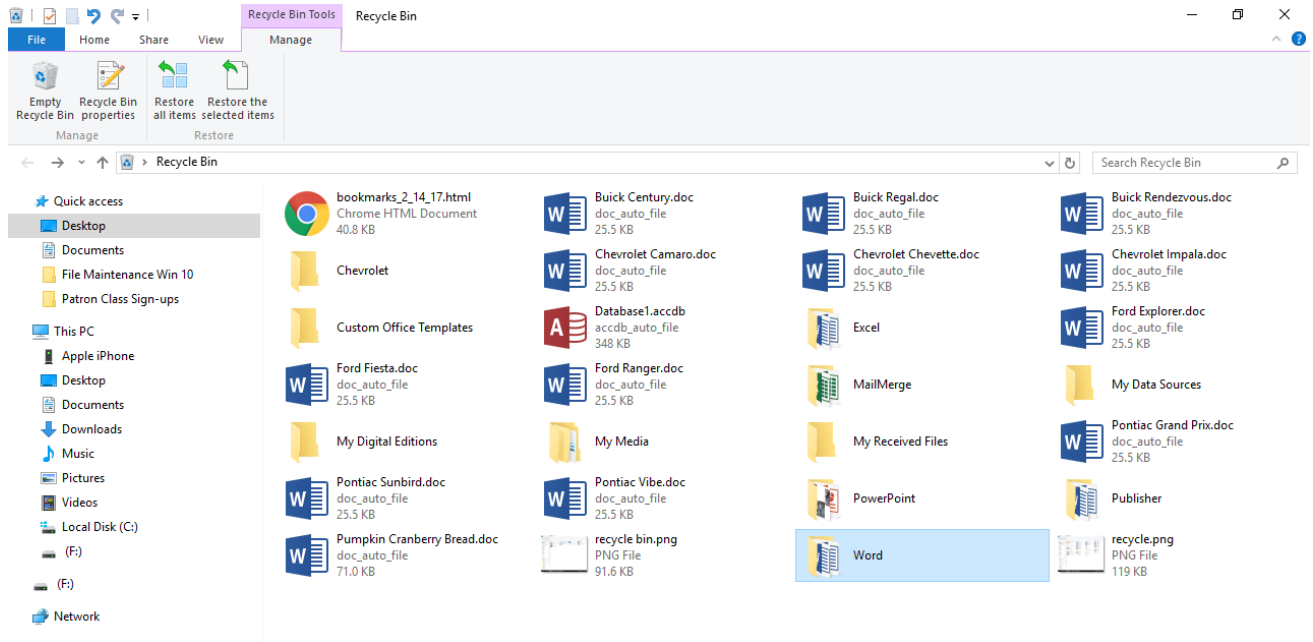 Recycle Bin Tools
Recycle Bin
File
Home
Share
View
Manage
Empty
Recycle Bin
Recycle Bin
properties
Restore
all items
Restore the
selected items
Manage
Restore
Recycle Bin
Search Recycle Bin
Quick access
Desktop
Documents
File Maintenance Win 10
Patron Class Sign-ups
This PC
Apple iPhone
Desktop
Documents
Downloads
Music
Pictures
Videos
Local Disk (C:)
(F:)
(F:)
Network
bookmarks_2_14_17.html
Chrome HTML Document
40.8 KB
Buick Century.doc
doc_auto_file
25.5 KB
Buick Regal.doc
doc_auto_file
25.5 KB
Buick Rendezvous.doc
doc_auto_file
25.5 KB
Chevrolet
Chevrolet Camaro.doc
doc_auto_file
25.5 KB
Chevrolet Chevette.doc
doc_auto_file
25.5 KB
Chevrolet Impala.doc
doc_auto_file
25.5 KB
Custom Office Templates
Database1.accdb
accdb_auto_file
348 KB
Excel
Ford Explorer.doc
doc_auto_file
25.5 KB
Ford Fiesta.doc
doc_auto_file
25.5 KB
Ford Ranger.doc
doc_auto_file
25.5 KB
MailMerge
My Data Sources
My Digital Editions
My Media
My Received Files
Pontiac Grand Prix.doc
doc_auto_file
25.5 KB
Pontiac Sunbird.doc
doc_auto_file
25.5 KB
Pontiac Vibe.doc
doc_auto_file
25.5 KB
PowerPoint
Publisher
Pumpkin Cranberry Bread.doc
doc_auto_file
71.0 KB
recycle bin.png
PNG File
91.6 KB
Word
recycle.png
PNG File
119 KB